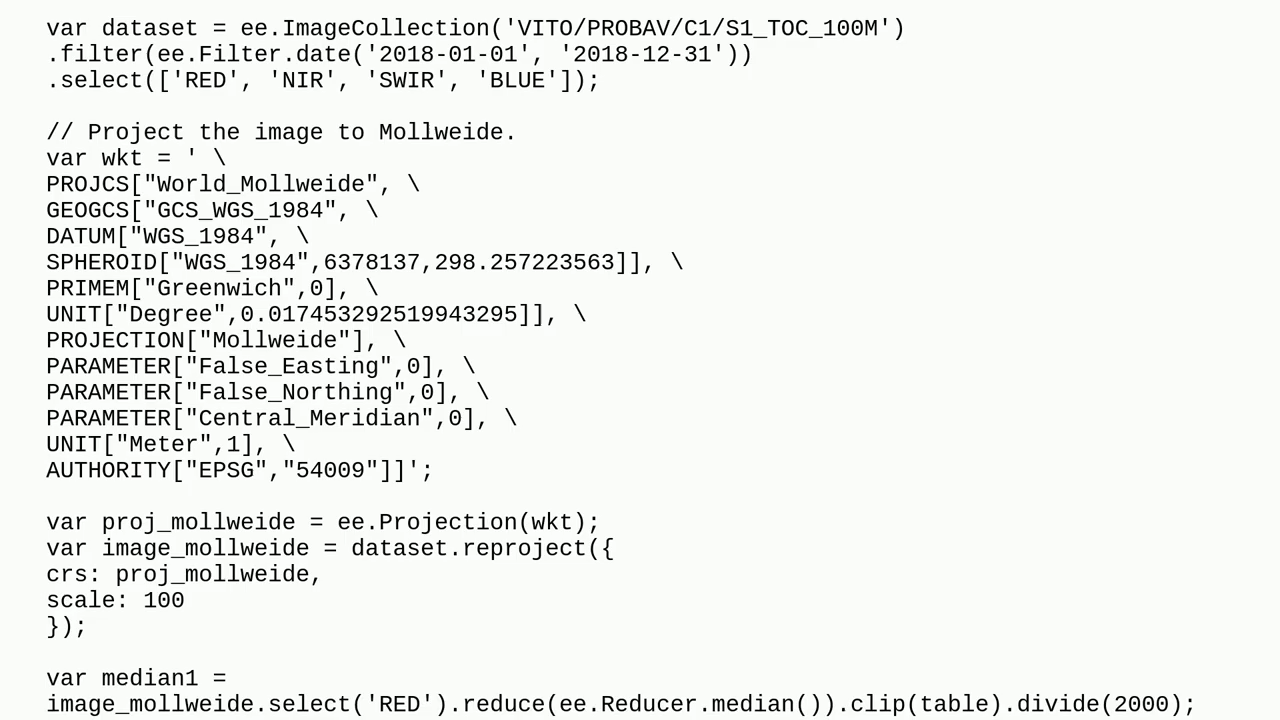 var dataset = ee.ImageCollection('VITO/PROBAV/C1/S1_TOC_100M')
.filter(ee.Filter.date('2018-01-01', '2018-12-31'))
.select(['RED', 'NIR', 'SWIR', 'BLUE']);
// Project the image to Mollweide.
var wkt = ' \
PROJCS["World_Mollweide", \
GEOGCS["GCS_WGS_1984", \
DATUM["WGS_1984", \
SPHEROID["WGS_1984",6378137,298.257223563]], \
PRIMEM["Greenwich",0], \
UNIT["Degree",0.017453292519943295]], \
PROJECTION["Mollweide"], \
PARAMETER["False_Easting",0], \
PARAMETER["False_Northing",0], \
PARAMETER["Central_Meridian",0], \
UNIT["Meter",1], \
AUTHORITY["EPSG","54009"]]';
var proj_mollweide = ee.Projection(wkt);
var image_mollweide = dataset.reproject({
crs: proj_mollweide,
scale: 100
});
var median1 =
image_mollweide.select('RED').reduce(ee.Reducer.median()).clip(table).divide(2000);